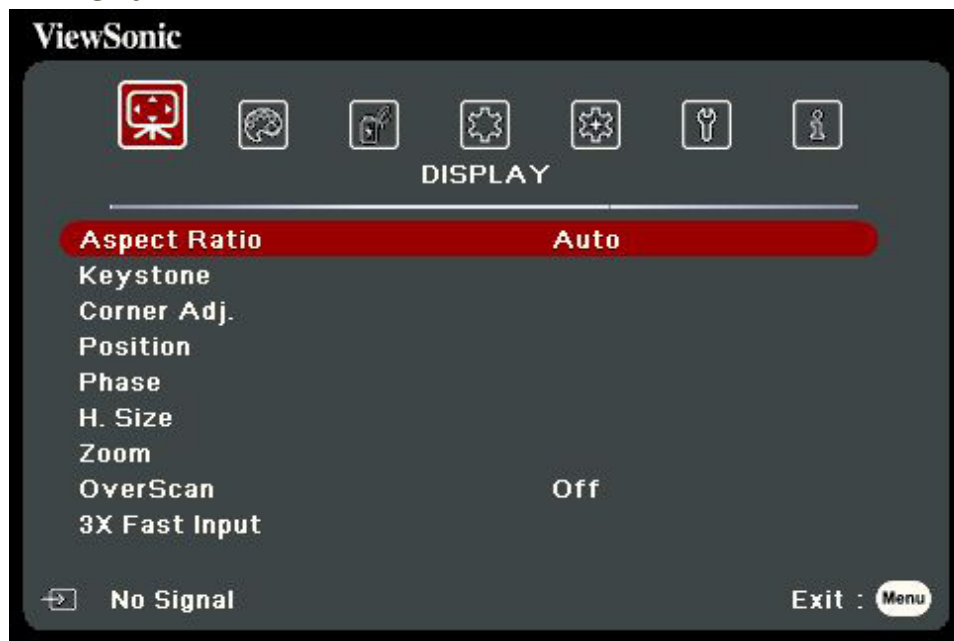 ViewSonic
DISPLAY
Aspect Ratio Auto
Keystone
Corner Adj.
Position
Phase
H. Size
Zoom
OverScan Off
3X Fast Input
No Signal Exit : Menu